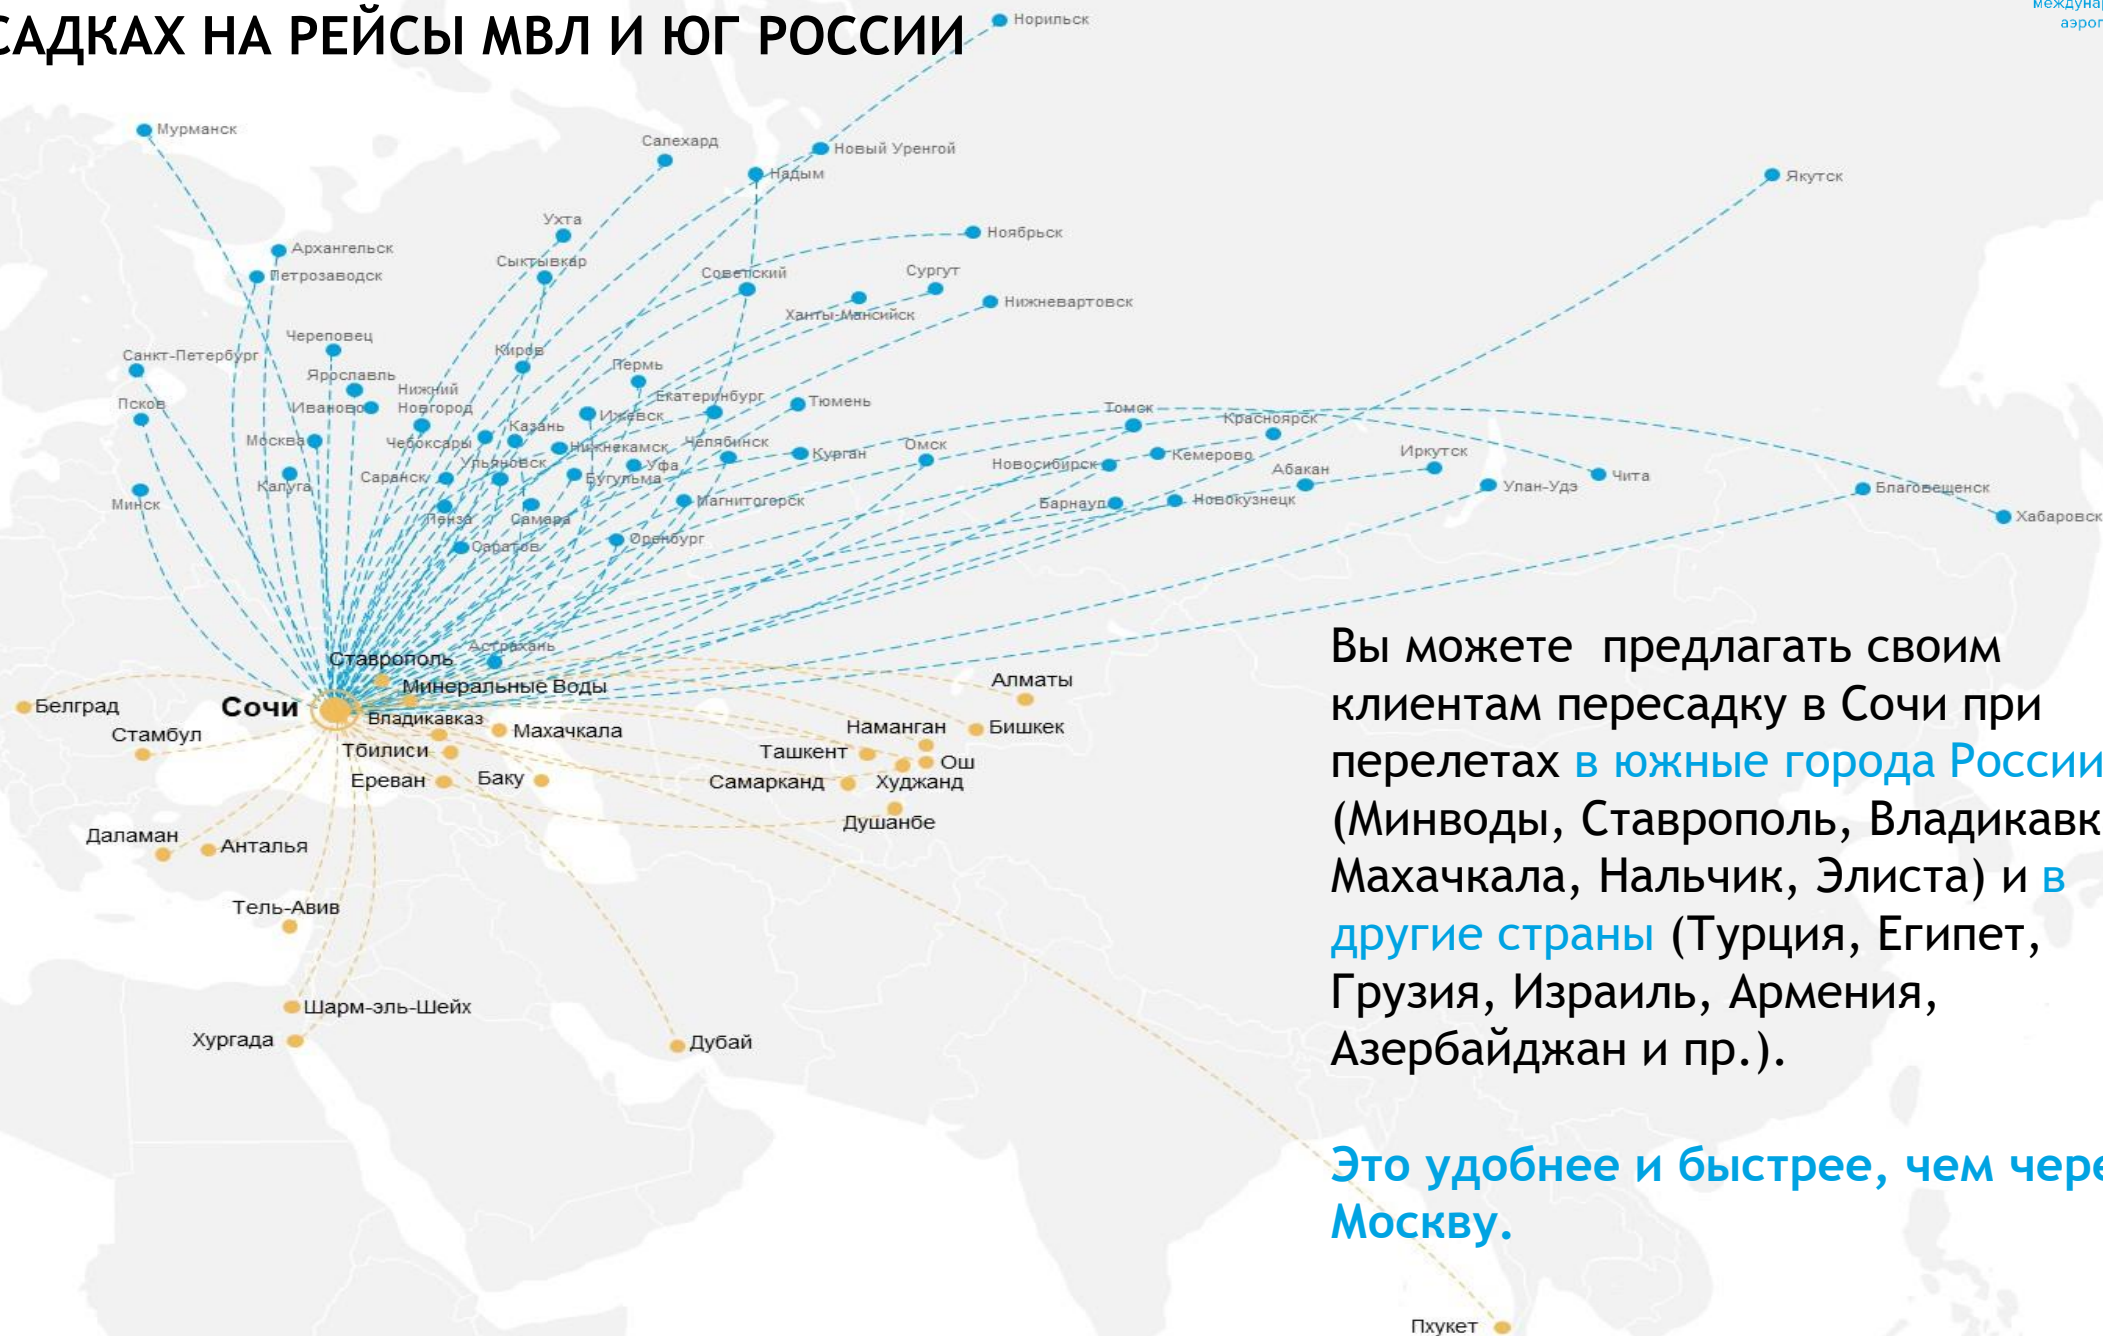 САДКАХ НА РЕЙСЫ МВЛ И ЮГ РОССИИ
Норильск
Мурманск
Салехард
Новый Уренгой
Надым
Якутск
Ухта
Ноябрьск
Архангельск
Сыктывкар
Петрозаводск
Советский
Сургут
Нижневартовск
Ханты-Мансийск
Череповец
Санкт-Петербург
Киров
Пермь
Ярославль
Нижний
Новгород
Екатеринбург
Тюмень
Псков
Иваново
Ижевск
Томск
Красноярск
Казань
Москва
Чебоксары
Нижнекамск
Челябинск
Курган
Омск
Кемерово
Иркутск
Новосибирск
Абакан
Ульяновск
Уфа
Саранск
Бугульма
Калуга
Чита
Улан-Удэ
Благовещенск
Минск
Магнитогорск
Барнаул
Новокузнецк
Пенза
Самара
Хабаровск
Саратов
Оренбург
Астрахань
Ставрополь
Минеральные Воды
Алматы
Белград
Сочи
Владикавказ
Махачкала
Наманган
Бишкек
Стамбул
Тбилиси
Ташкент
Ош
Ереван
Баку
Самарканд
Худжанд
Душанбе
Даламан
Анталья
Тель-Авив
Шарм-эль-Шейх
Хургада
Дубай
Пхукет
Вы можете предлагать своим
клиентам пересадку в Сочи при
перелетах в южные города России
(Минводы, Ставрополь, Владикавк
Махачкала, Нальчик, Элиста) и в
другие страны (Турция, Египет,
Грузия, Израиль, Армения,
Азербайджан и пр.).
Это удобнее и быстрее, чем чере
Москву.